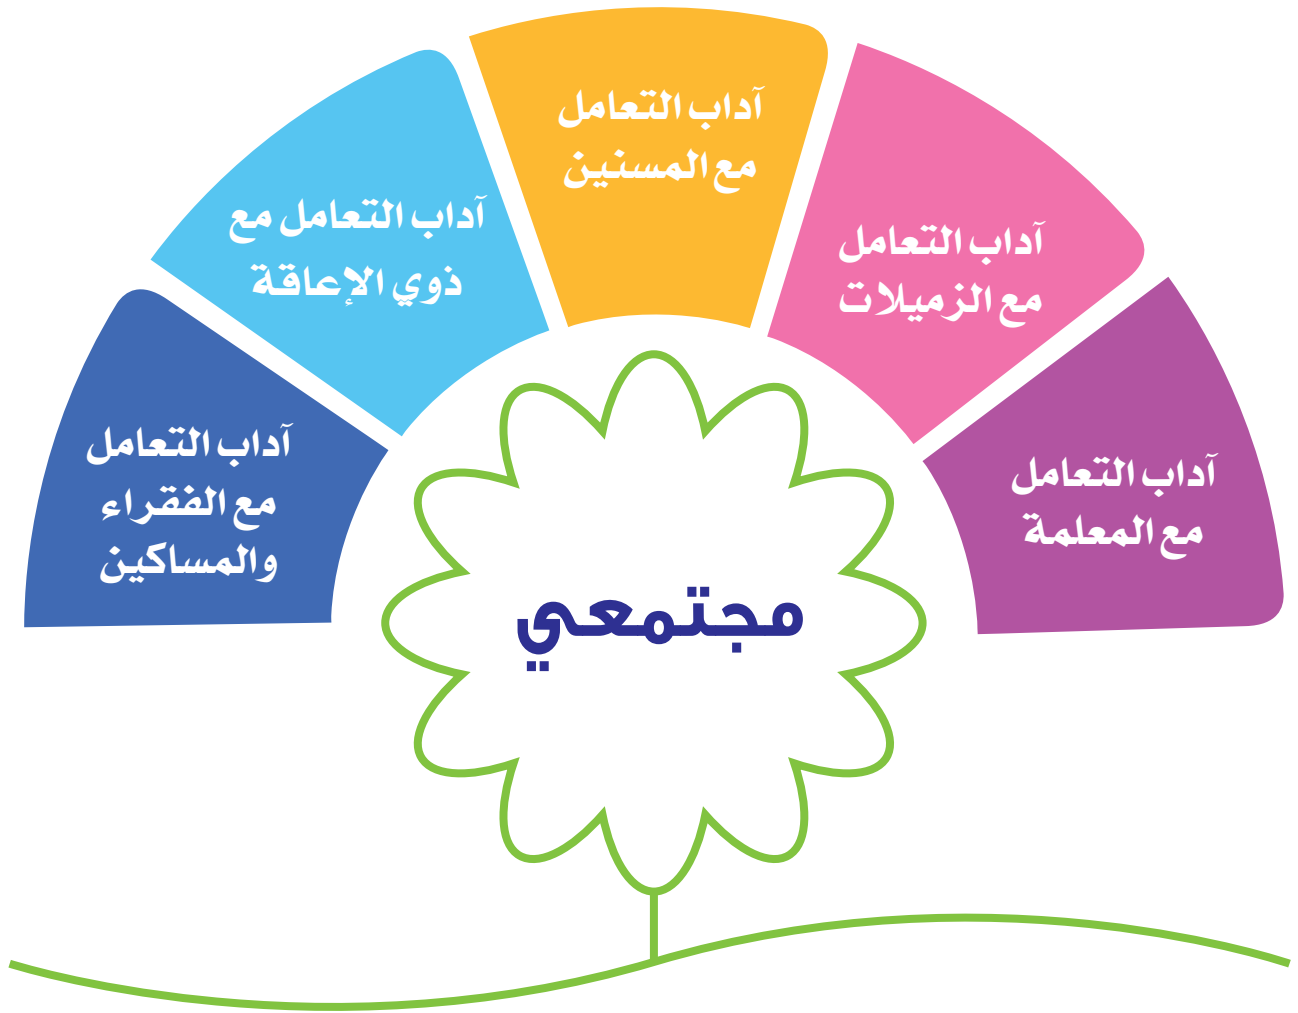 آداب التعامل
مع المعلمة
آداب التعامل
مع الزميلات
آداب التعامل
مع المسنين
آداب التعامل مع
ذوي الإعاقة
آداب التعامل
مع الفقراء
والمساكين
مجتمعي